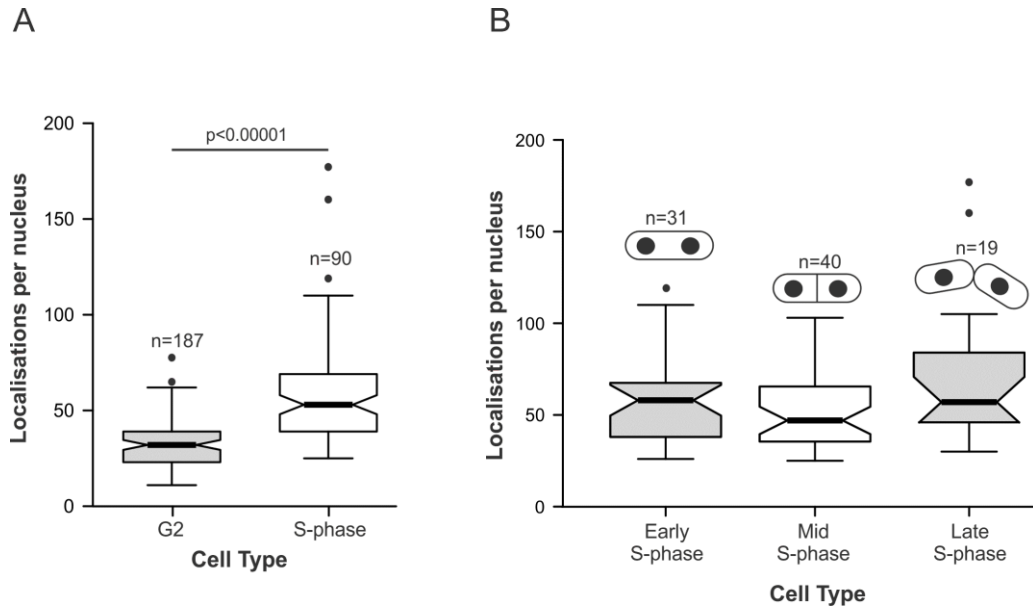 A
Localisations per nucleus
200
150
100
50
0
p<0.00001
n=187
n=90
G2
S-phase
Cell Type
B
Localisations per nucleus
200
150
100
50
0
n=31
n=40
n=19
Early
S-phase
Mid
S-phase
Late
S-phase
Cell Type